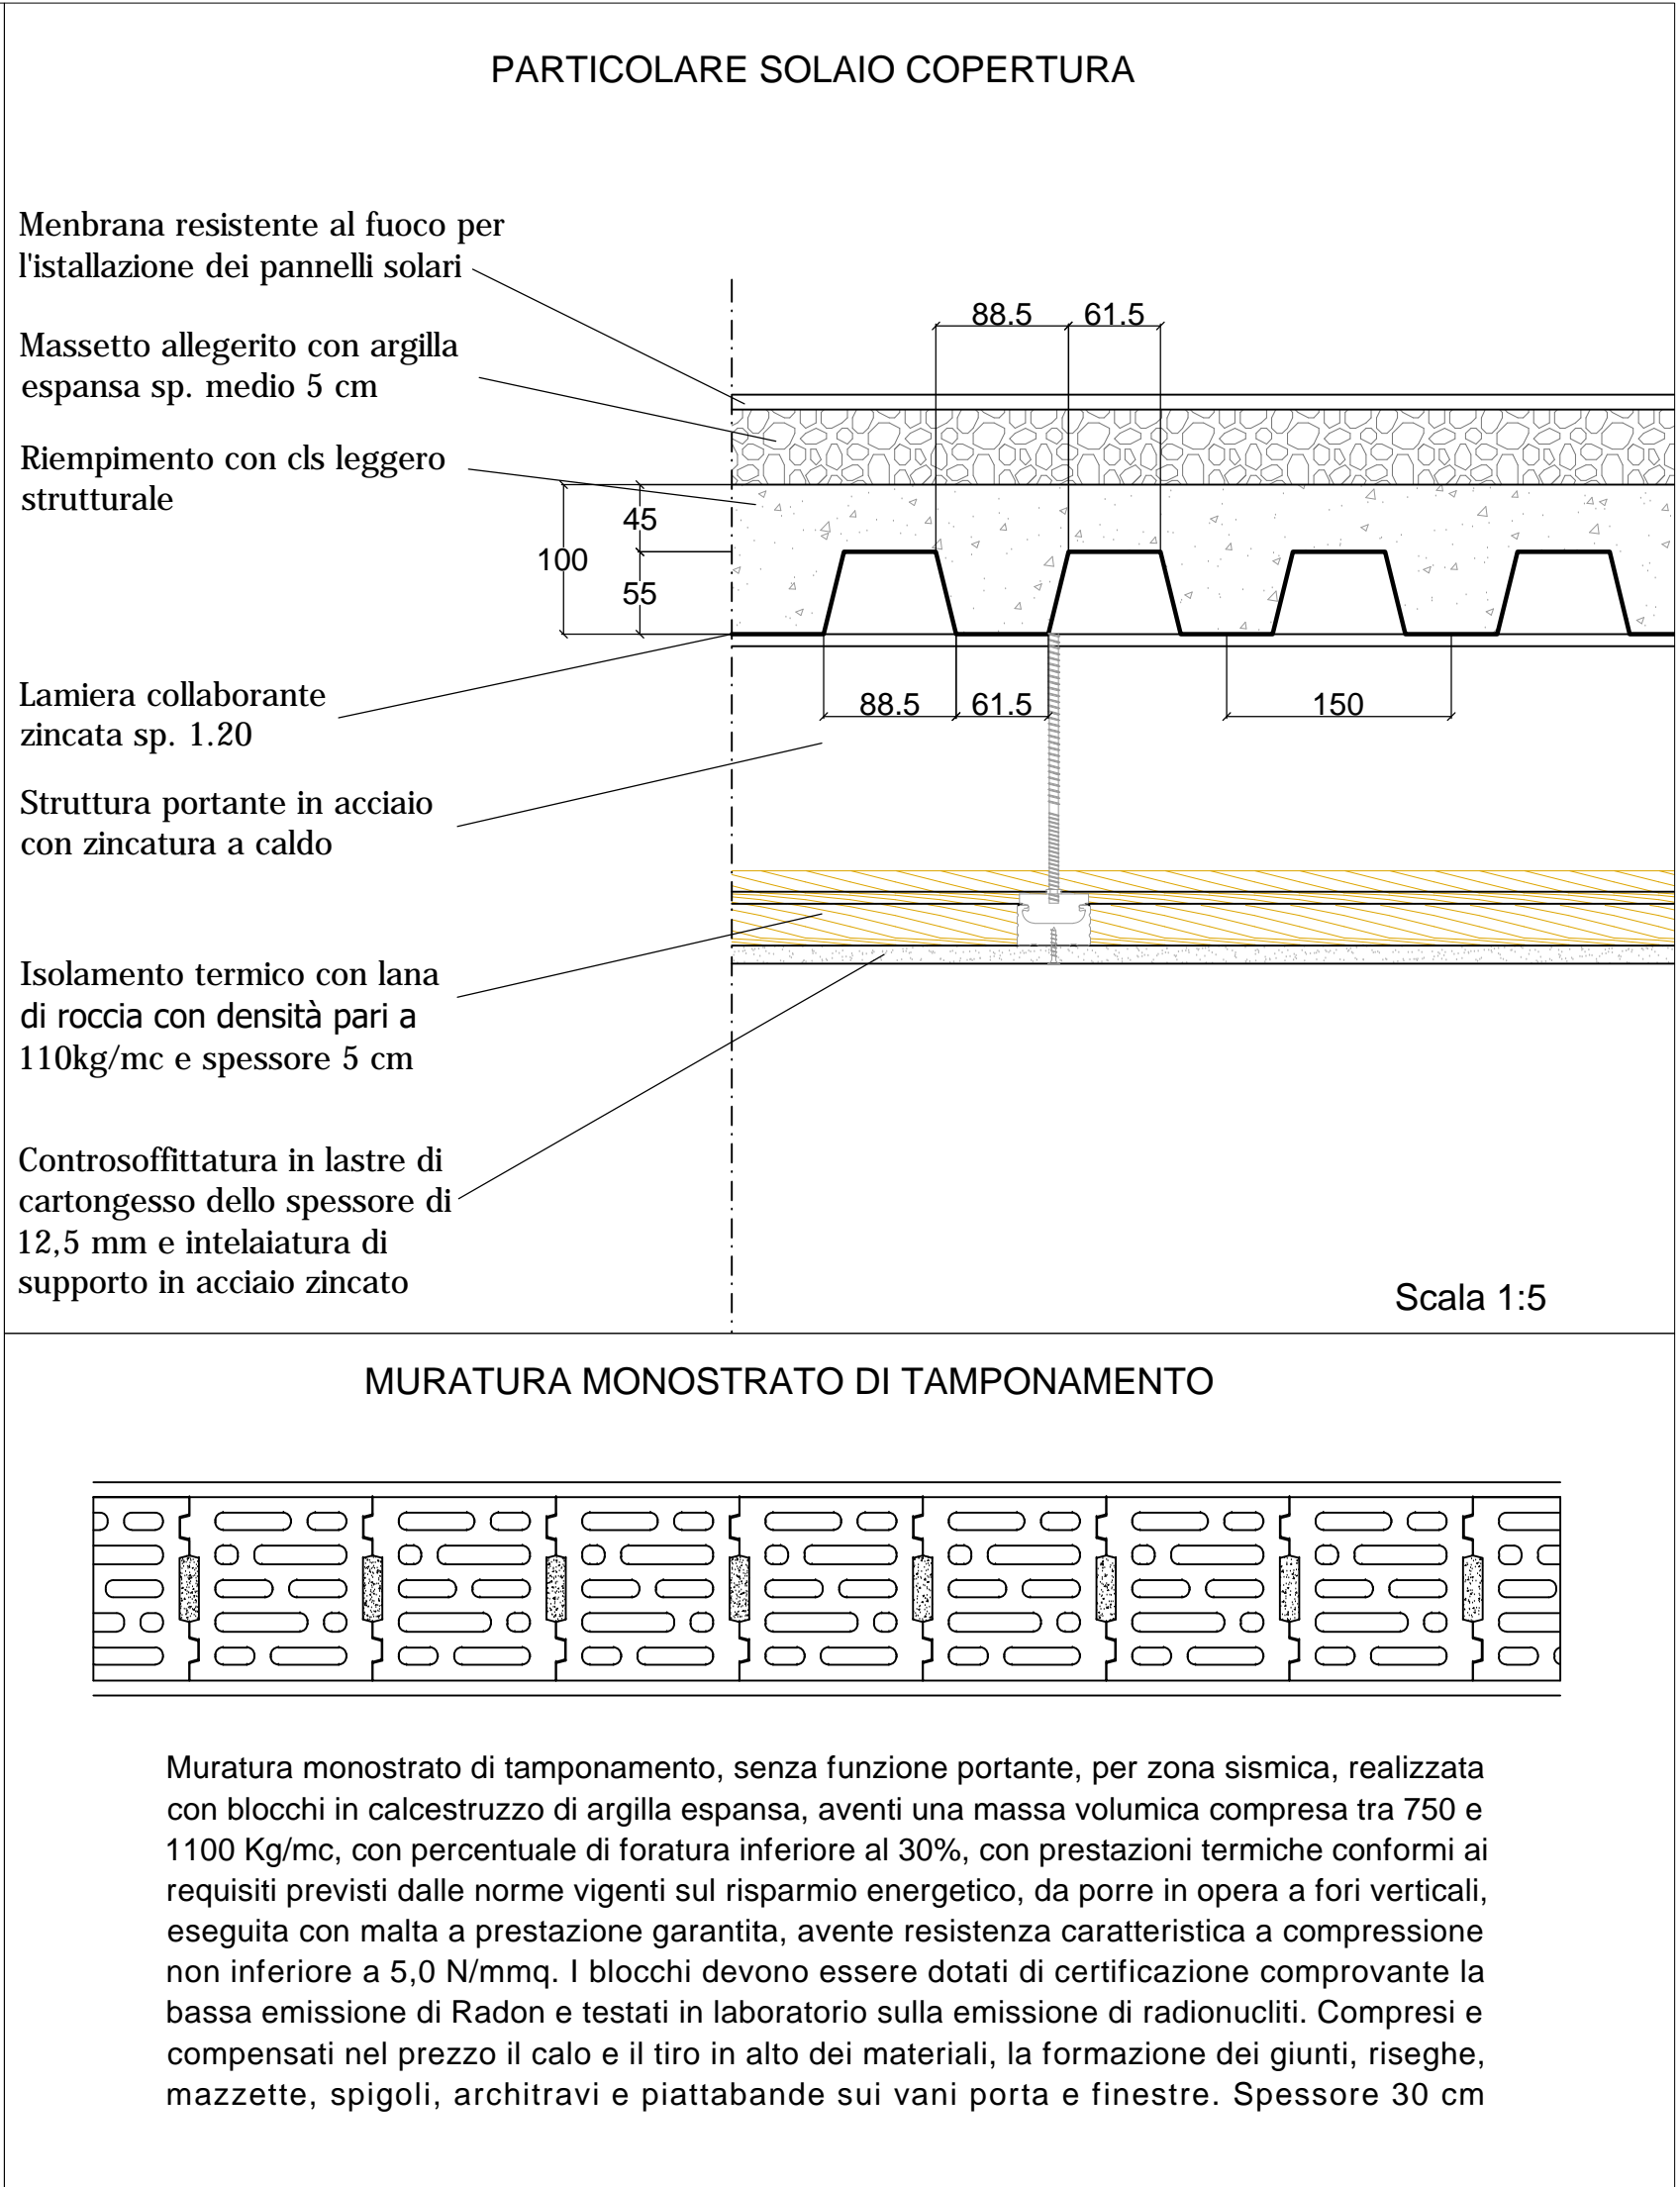 PARTICOLARE SOLAIO COPERTURA
Menbrana resistente al fuoco per
l'istallazione dei pannelli solari
88.5
61.5
Massetto allegerito con argilla
espansa sp. medio 5 cm
Riempimento con cls leggero
strutturale
45
100
55
Lamiera collaborante
zincata sp. 1.20
88.5
61.5
150
Struttura portante in acciaio
con zincatura a caldo
Isolamento termico con lana
di roccia con densità pari a
110kg/mc e spessore 5 cm
Controsoffittatura in lastre di
cartongesso dello spessore di
12,5 mm e intelaiatura di
supporto in acciaio zincato
Scala 1:5
MURATURA MONOSTRATO DI TAMPONAMENTO
Muratura monostrato di tamponamento, senza funzione portante, per zona sismica, realizzata
con blocchi in calcestruzzo di argilla espansa, aventi una massa volumica compresa tra 750 e
1100 Kg/mc, con percentuale di foratura inferiore al 30%, con prestazioni termiche conformi ai
requisiti previsti dalle norme vigenti sul risparmio energetico, da porre in opera a fori verticali,
eseguita con malta a prestazione garantita, avente resistenza caratteristica a compressione
non inferiore a 5,0 N/mmq. I blocchi devono essere dotati di certificazione comprovante la
bassa emissione di Radon e testati in laboratorio sulla emissione di radionucliti. Compresi e
compensati nel prezzo il calo e il tiro in alto dei materiali, la formazione dei giunti, riseghe,
mazzette, spigoli, architravi e piattabande sui vani porta e finestre. Spessore 30 cm